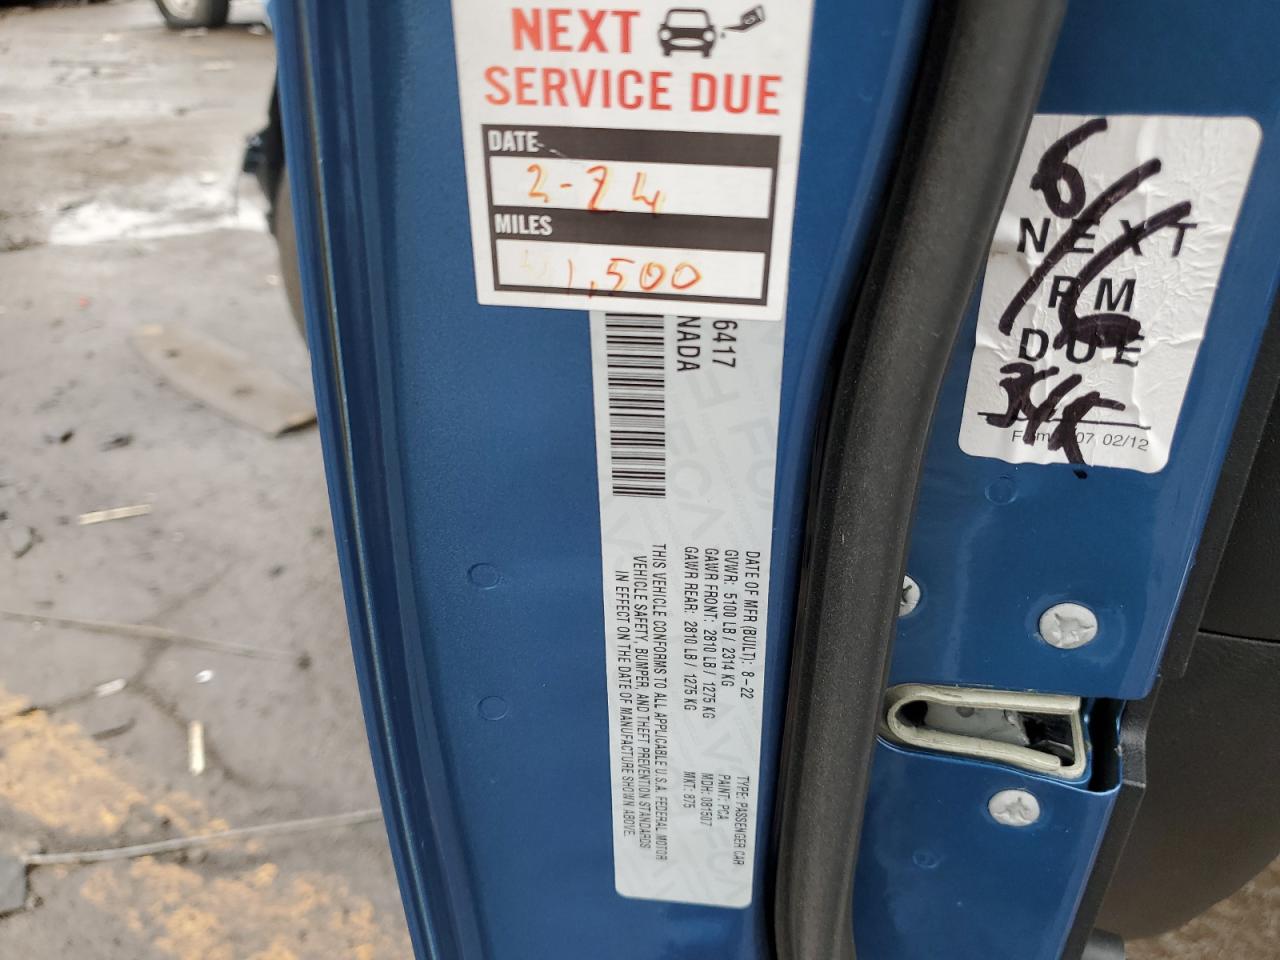 NEXT
SERVICE DUE
DATE
2-24
MILES
1,500
6417
NADA
DATE OF MFR (BUILT): 8-22
GVWR: 5100 LB / 2314 KG
GAWR FRONT: 2810 LB / 1275 KG
GAWR REAR: 2810 LB / 1275 KG
THIS VEHICLE CONFORMS TO ALL APPLICABLE U.S.A. FEDERAL MOTOR
VEHICLE SAFETY, BUMPER, AND THEFT PREVENTION STANDARDS
IN EFFECT ON THE DATE OF MANUFACTURE SHOWN ABOVE.
TYPE: PASSENGER CAR
PAINT: PCA
MDH: 081507
MKT: 875
NEXT
PM
DUE
02/12